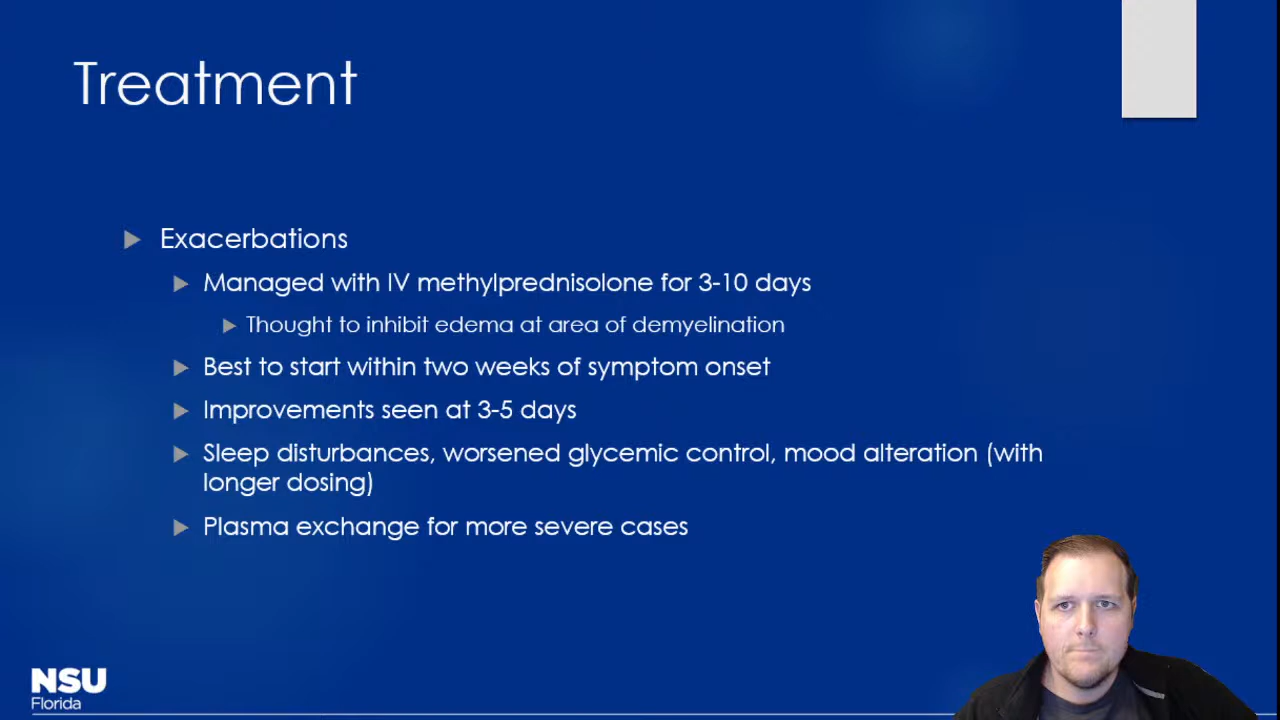 Treatment
Exacerbations
Managed with IV methylprednisolone for 3-10 days
Thought to inhibit edema at area of demyelination
Best to start within two weeks of symptom onset
Improvements seen at 3-5 days
Sleep disturbances, worsened glycemic control, mood alteration (with
longer dosing)
Plasma exchange for more severe cases
NSU
Florida